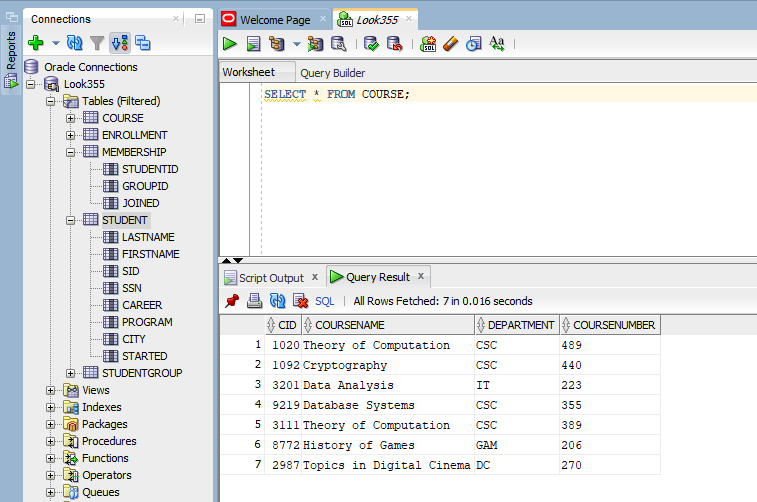 Reports
Connections
Oracle Connections
Look355
Tables (Filtered)
COURSE
ENROLLMENT
MEMBERSHIP
STUDENTID
GROUPID
JOINED
STUDENT
LASTNAME
FIRSTNAME
SID
SSN
CAREER
PROGRAM
CITY
STARTED
STUDENTGROUP
Views
Indexes
Packages
Procedures
Functions
Operators
Queues
Welcome Page Look355
SQL Aa
Worksheet Query Builder
SELECT * FROM COURSE;
Script Output x Query Result x
SQL | All Rows Fetched: 7 in 0.016 seconds
CID COURSENAME DEPARTMENT COURSENUMBER
1 1020 Theory of Computation CSC 489
2 1092 Cryptography CSC 440
3 3201 Data Analysis IT 223
4 9219 Database Systems CSC 355
5 3111 Theory of Computation CSC 389
6 8772 History of Games GAM 206
7 2987 Topics in Digital Cinema DC 270